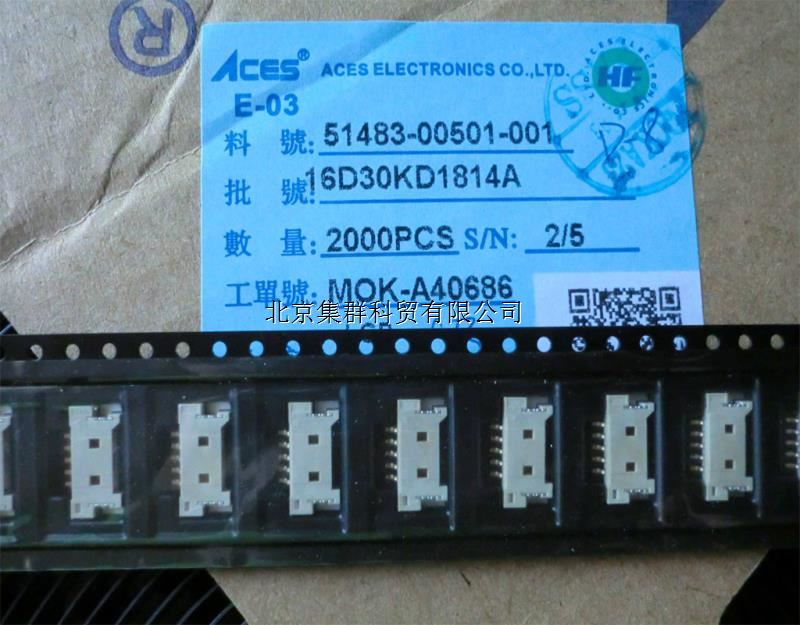 ®
ACES® ACES ELECTRONICS CO.,LTD.
HF
E-03
料 號: 51483-00501-001
D8
批 號: 16D30KD1814A
數 量: 2000PCS S/N: 2/5
工單號: MOK-A40686
北京集群科贸有限公司